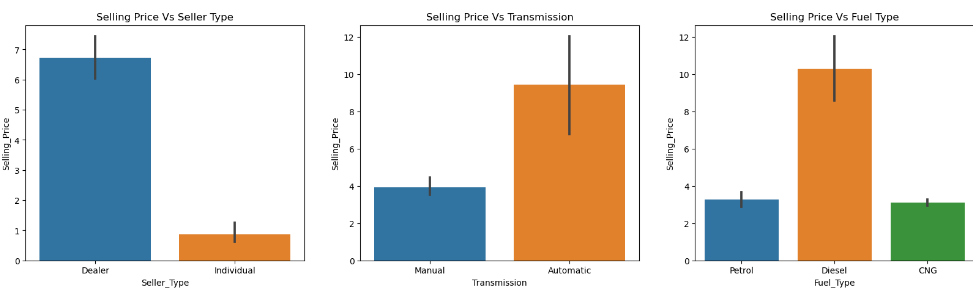 Selling Price Vs Seller Type
Selling_Price
7
6
5
4
3
2
1
0
Dealer
Individual
Seller_Type
Selling Price Vs Transmission
Selling_Price
12
10
8
6
4
2
0
Manual
Automatic
Transmission
Selling Price Vs Fuel Type
Selling_Price
12
10
8
6
4
2
0
Petrol
Diesel
CNG
Fuel_Type